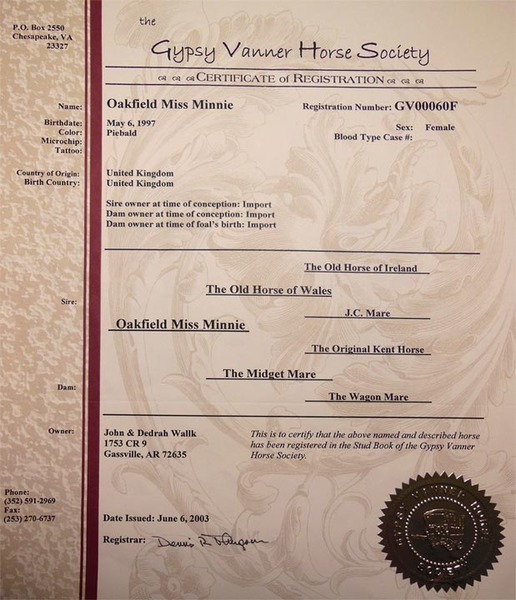 P.O. Box 2550
Chesapeake, VA
23327
the
Gypsy Vanner Horse Society
CERTIFICATE of REGISTRATION
Name: Oakfield Miss Minnie Registration Number: GV00060F
Birthdate: May 6, 1997 Sex: Female
Color: Piebald Blood Type Case #:
Microchip:
Tattoo:
Country of Origin: United Kingdom
Birth Country: United Kingdom
Sire owner at time of conception: Import
Dam owner at time of conception: Import
Dam owner at time of foal's birth: Import
The Old Horse of Ireland
The Old Horse of Wales
Sire: J.C. Mare
Oakfield Miss Minnie
The Original Kent Horse
The Midget Mare
Dam: The Wagon Mare
Owner: John & Dedrah Wallk
1753 CR 9
Gassville, AR 72635
This is to certify that the above named and described horse
has been registered in the Stud Book of the Gypsy Vanner
Horse Society.
Phone:
(352) 591-2969
Fax:
(253) 270-6737
Date Issued: June 6, 2003
Registrar: Dennis R
GYPSY VANNER HORSE
SOCIETY